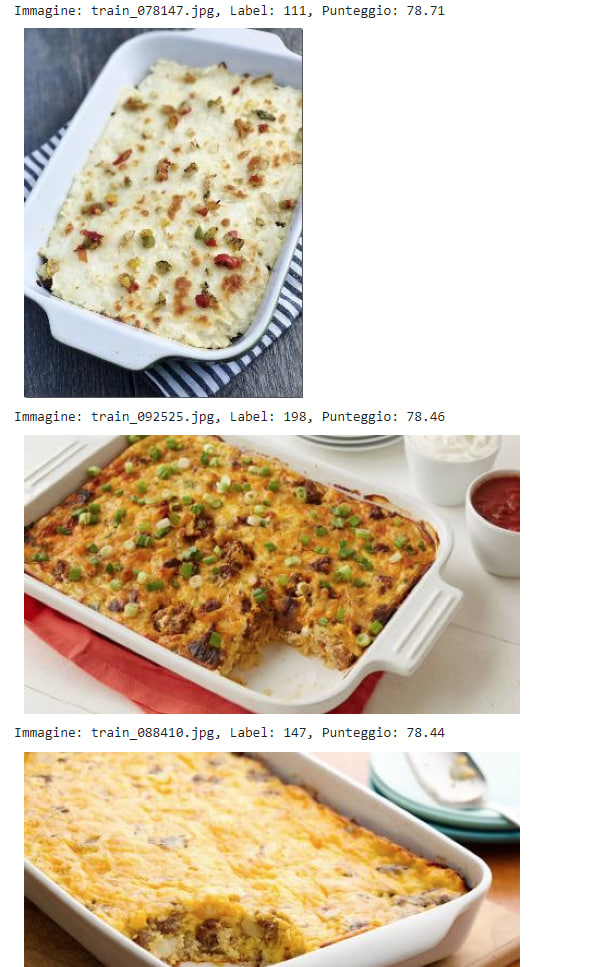 Immagine: train_078147.jpg, Label: 111, Punteggio: 78.71
Immagine: train_092525.jpg, Label: 198, Punteggio: 78.46
Immagine: train_088410.jpg, Label: 147, Punteggio: 78.44